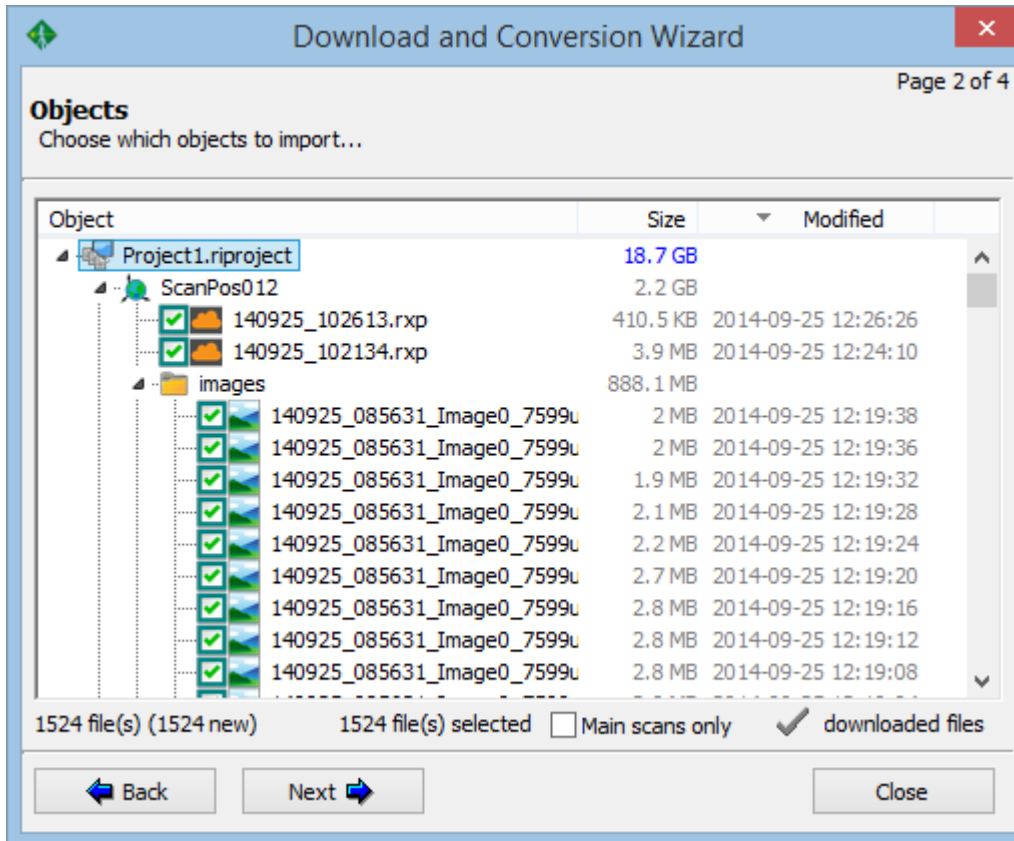 Download and Conversion Wizard
Page 2 of 4
Objects
Choose which objects to import...
Object Size Modified
Project1.riproject 18.7 GB
ScanPos012 2.2 GB
140925_102613.rxp 410.5 KB 2014-09-25 12:26:26
140925_102134.rxp 3.9 MB 2014-09-25 12:24:10
images 888.1 MB
140925_085631_Image0_7599u 2 MB 2014-09-25 12:19:38
140925_085631_Image0_7599u 2 MB 2014-09-25 12:19:36
140925_085631_Image0_7599u 1.9 MB 2014-09-25 12:19:32
140925_085631_Image0_7599u 2.1 MB 2014-09-25 12:19:28
140925_085631_Image0_7599u 2.2 MB 2014-09-25 12:19:24
140925_085631_Image0_7599u 2.7 MB 2014-09-25 12:19:20
140925_085631_Image0_7599u 2.8 MB 2014-09-25 12:19:16
140925_085631_Image0_7599u 2.8 MB 2014-09-25 12:19:12
140925_085631_Image0_7599u 2.8 MB 2014-09-25 12:19:08
1524 file(s) (1524 new) 1524 file(s) selected Main scans only downloaded files
Back Next Close